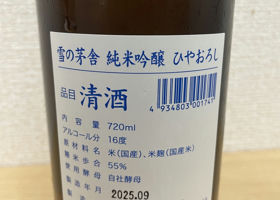 雪の茅舎 純米吟醸 ひやおろし
品目 清酒
4 934803 001741
内容量 720ml
アルコール分 16度
原材料名 米(国産)、米麹(国産米)
精米歩合 55%
使用酵母 自社酵母
製造年月 2025.09